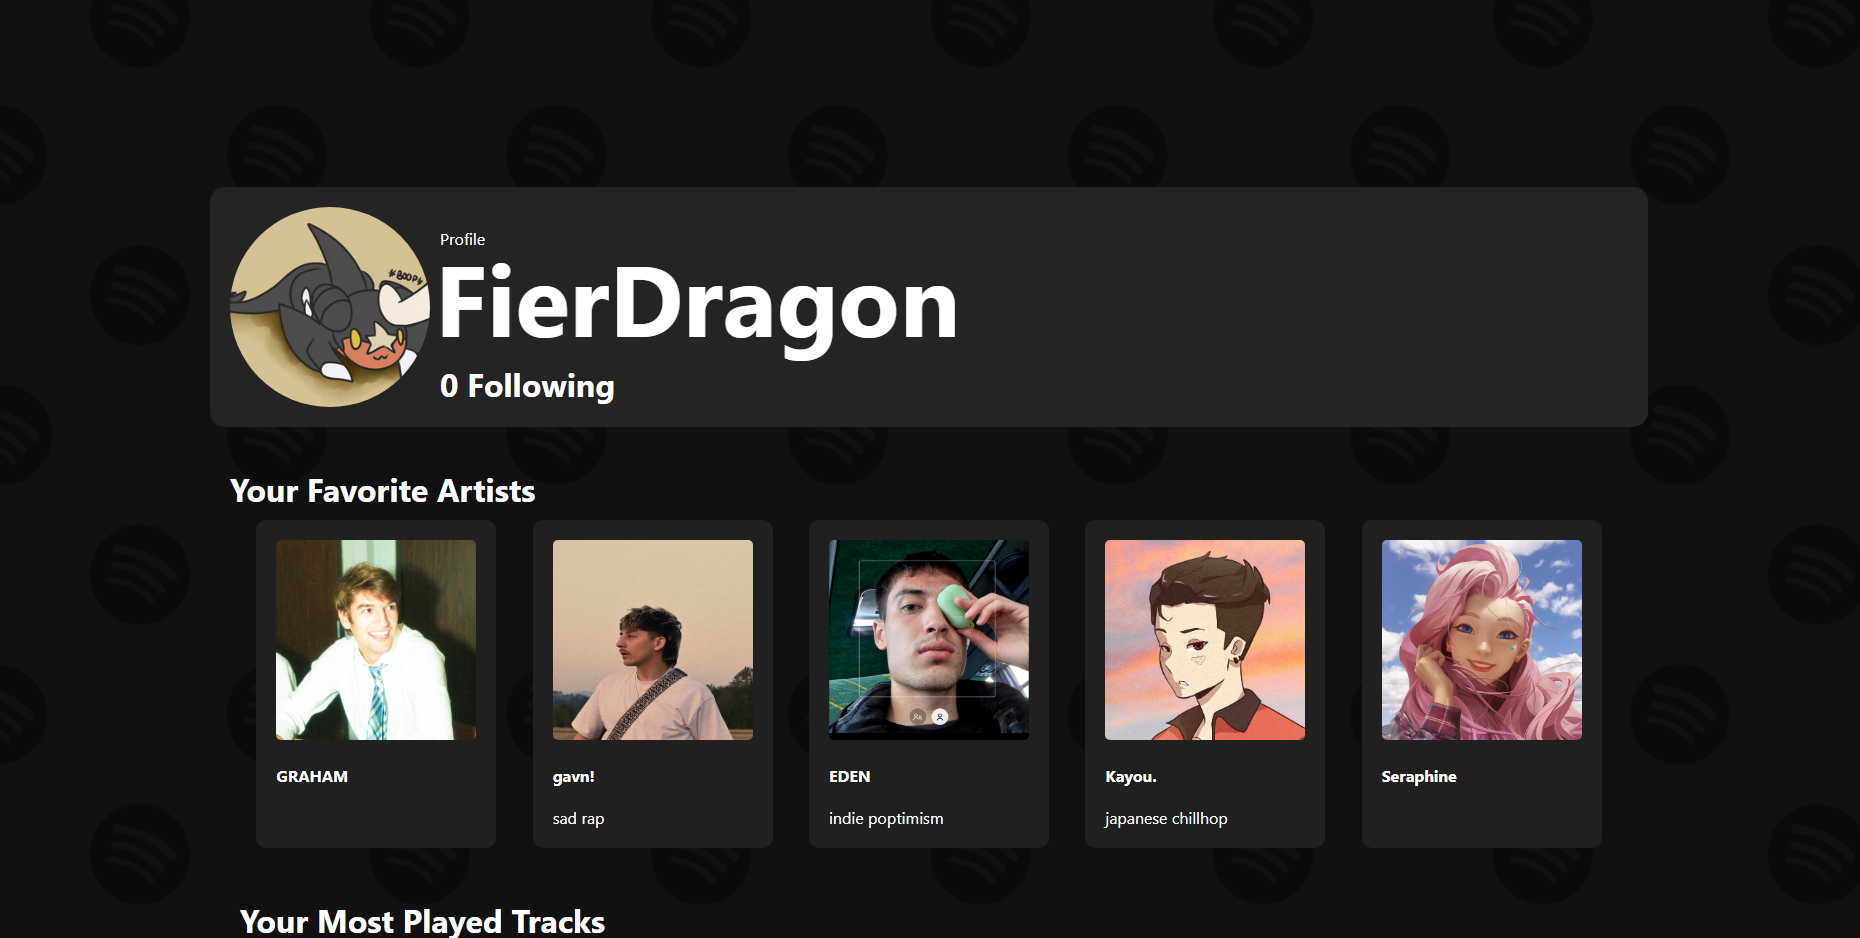 Profile
*BOOP*
FierDragon
0 Following
Your Favorite Artists
GRAHAM
gavn!
sad rap
EDEN
indie poptimism
Kayou.
japanese chillhop
Seraphine
Your Most Played Tracks